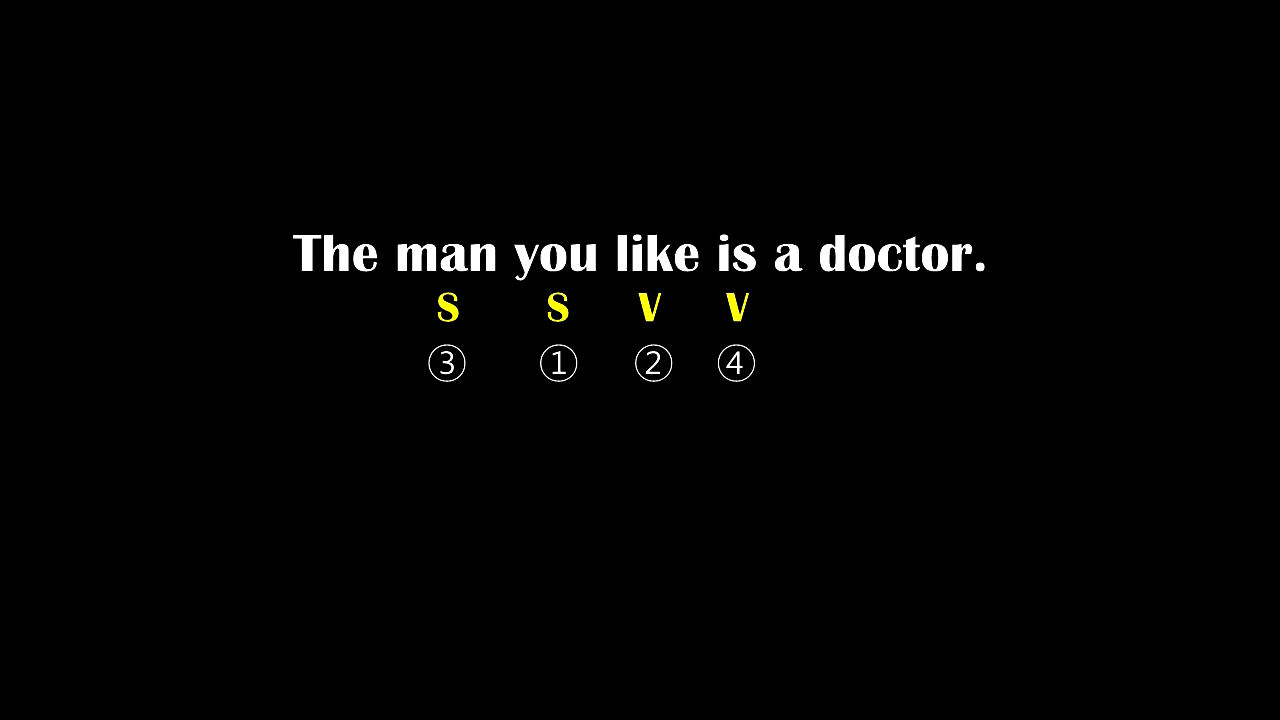 The man you like is a doctor.
S S V V
③ ① ② ④